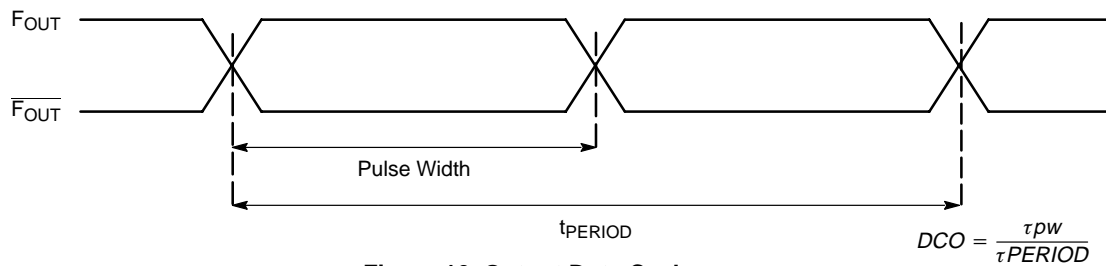 FOUT
FOUT
Pulse Width
tPERIOD
DCO = τpw / τPERIOD